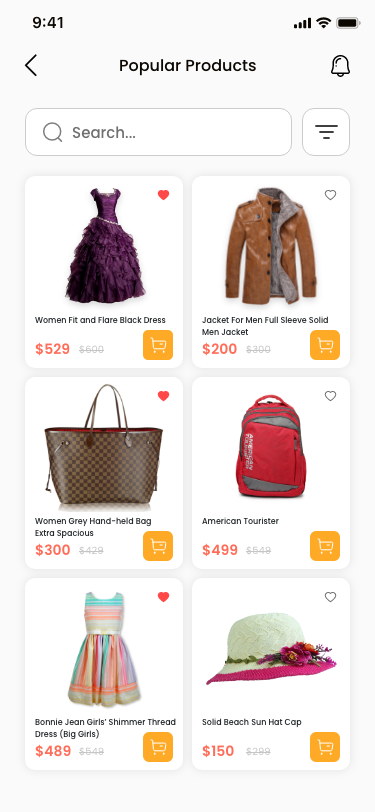 9:41
Popular Products
Search...
Women Fit and Flare Black Dress
$529 $600
Jacket For Men Full Sleeve Solid
Men Jacket
$200 $300
Women Grey Hand-held Bag
Extra Spacious
$300 $429
American Tourister
$499 $549
Bonnie Jean Girls' Shimmer Thread
Dress (Big Girls)
$489 $549
Solid Beach Sun Hat Cap
$150 $299